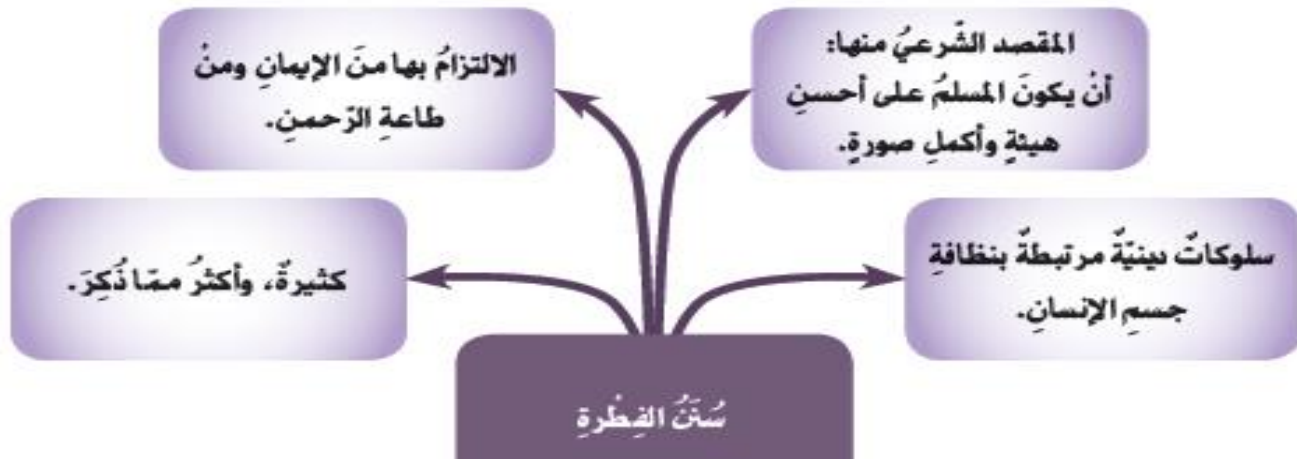 المقصد الشّرعيُ منها:
أنْ يكونَ المسلمُ على أحسنِ
هيئةٍ وأكملِ صورةٍ.
الالتزامُ بها منَ الإيمانِ ومنْ
طاعةِ الرّحمنِ.
سلوكاتٌ دينيّةٌ مرتبطةٌ بنظافةِ
جسمِ الإنسانِ.
كثيرةٌ، وأكثرُ ممّا ذُكِرَ.
سُنَنُ الفِطْرةِ